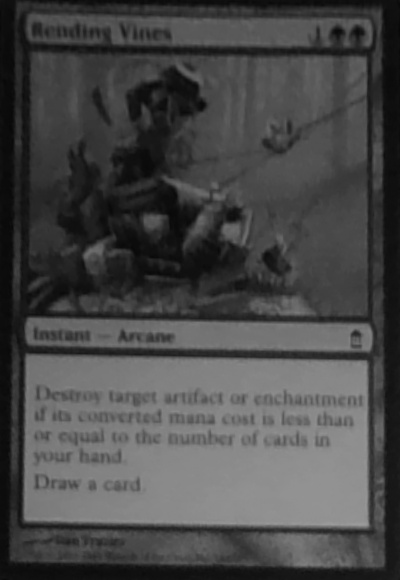 Rending Vines 1
Instant — Arcane
Destroy target artifact or enchantment
if its converted mana cost is less than
or equal to the number of cards in
your hand.
Draw a card.